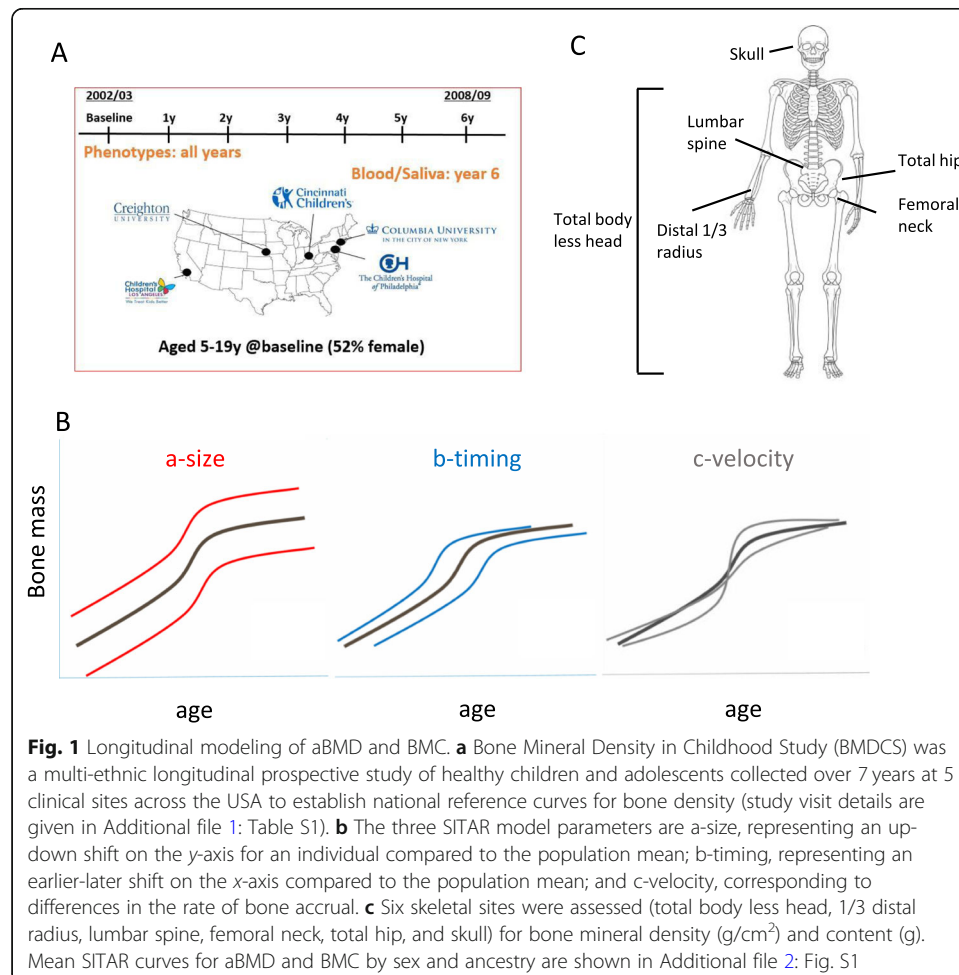 A
2002/03 2008/09
Baseline 1y 2y 3y 4y 5y 6y
Phenotypes: all years
Blood/Saliva: year 6
Creighton
UNIVERSITY
Cincinnati
Children's
COLUMBIA UNIVERSITY
IN THE CITY OF NEW YORK
CH
The Children's Hospital
of Philadelphia
Children's
Hospital
LOS ANGELES
We Treat Kids Better
Aged 5-19y @baseline (52% female)
C
Skull
Lumbar
spine
Total hip
Femoral
neck
Total body
less head
Distal 1/3
radius
B
a-size b-timing c-velocity
Bone mass
age age age
Fig. 1 Longitudinal modeling of aBMD and BMC. a Bone Mineral Density in Childhood Study (BMDCS) was
a multi-ethnic longitudinal prospective study of healthy children and adolescents collected over 7 years at 5
clinical sites across the USA to establish national reference curves for bone density (study visit details are
given in Additional file 1: Table S1). b The three SITAR model parameters are a-size, representing an up-
down shift on the y-axis for an individual compared to the population mean; b-timing, representing an
earlier-later shift on the x-axis compared to the population mean; and c-velocity, corresponding to
differences in the rate of bone accrual. c Six skeletal sites were assessed (total body less head, 1/3 distal
radius, lumbar spine, femoral neck, total hip, and skull) for bone mineral density (g/cm²) and content (g).
Mean SITAR curves for aBMD and BMC by sex and ancestry are shown in Additional file 2: Fig. S1